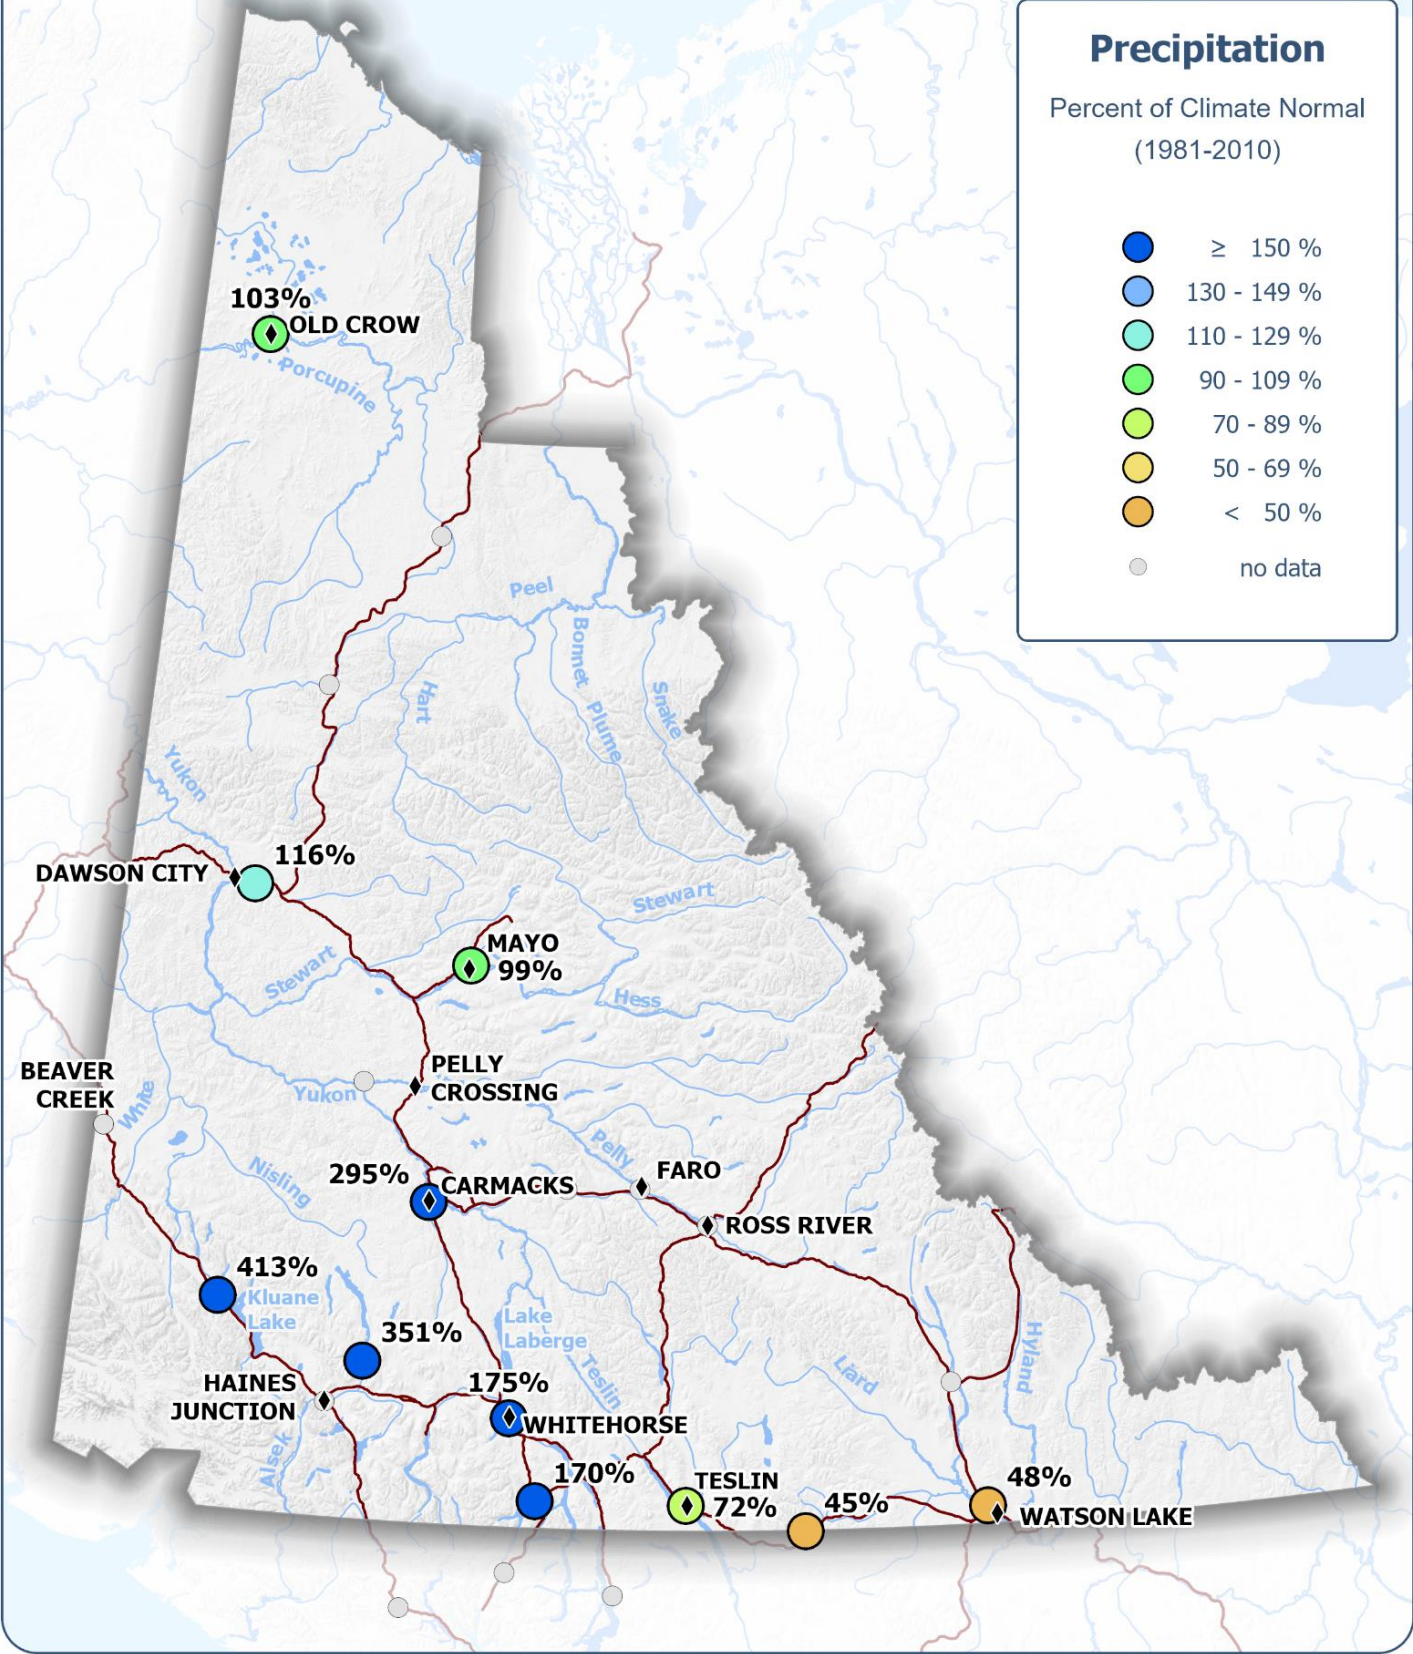 Precipitation
Percent of Climate Normal
(1981-2010)
≥ 150 %
130 - 149 %
110 - 129 %
90 - 109 %
70 - 89 %
50 - 69 %
< 50 %
no data
103%
OLD CROW
Porcupine
Peel
Bonnet Plume
Snake
Hart
Yukon
116%
DAWSON CITY
Stewart
MAYO
99%
Stewart
Hess
BEAVER
CREEK
White
PELLY
CROSSING
Yukon
Pelly
Nisling
295%
CARMACKS
FARO
ROSS RIVER
413%
Kluane
Lake
351%
Lake
Laberge
Teslin
Liard
Hyland
HAINES
JUNCTION
175%
WHITEHORSE
Alsek
170%
TESLIN
72%
45%
48%
WATSON LAKE